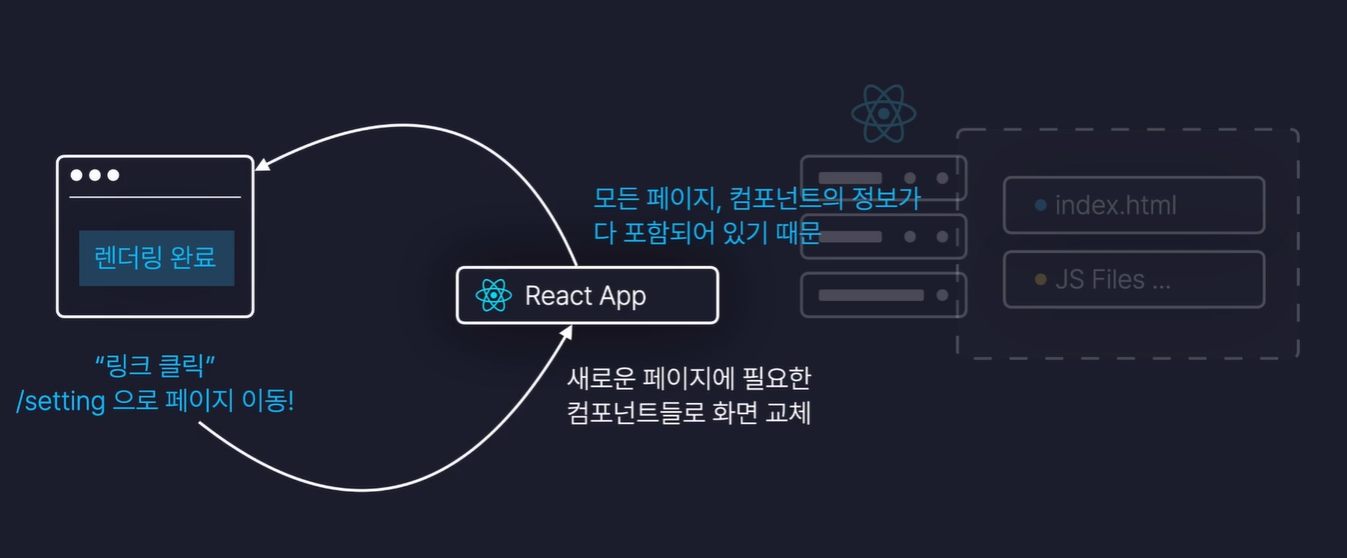 모든 페이지, 컴포넌트의 정보가
다 포함되어 있기 때문
index.html
렌더링 완료
JS Files ...
React App
“링크 클릭”
/setting 으로 페이지 이동!
새로운 페이지에 필요한
컴포넌트들로 화면 교체